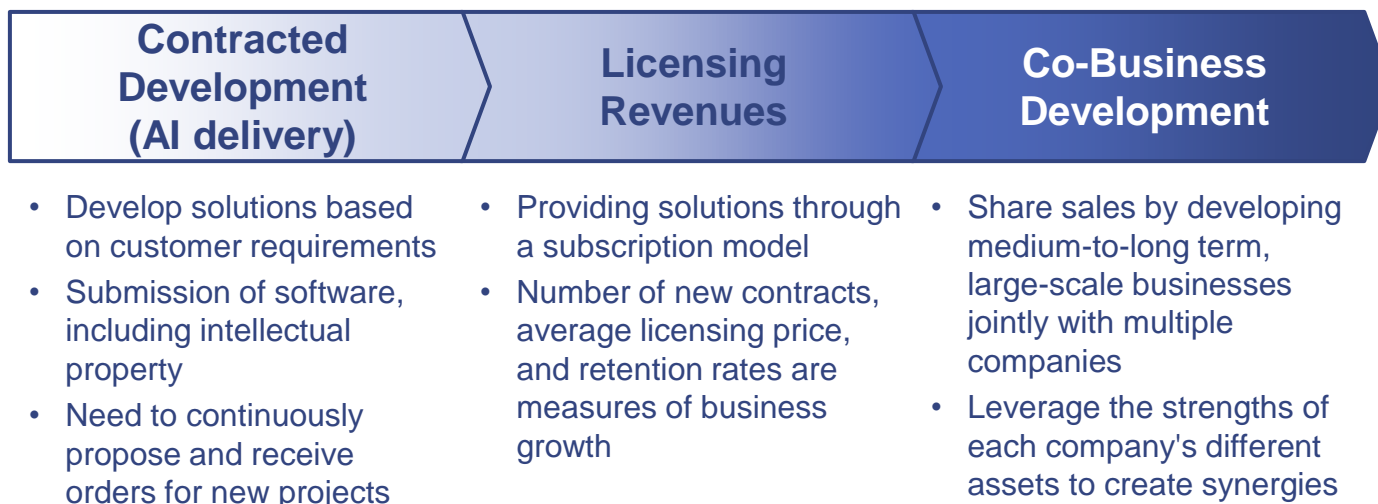 Contracted
Development
(AI delivery)
Licensing
Revenues
Co-Business
Development
• Develop solutions based
on customer requirements
• Submission of software,
including intellectual
property
• Need to continuously
propose and receive
orders for new projects
• Providing solutions through
a subscription model
• Number of new contracts,
average licensing price,
and retention rates are
measures of business
growth
• Share sales by developing
medium-to-long term,
large-scale businesses
jointly with multiple
companies
• Leverage the strengths of
each company's different
assets to create synergies